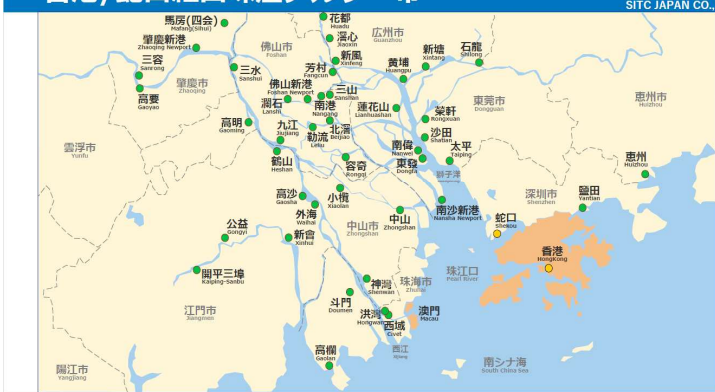 SITC JAPAN CO.,
馬房(四会)
Mafang(Sihui)
花都
Huadu
広州市
Guangzhou
肇慶新港
Zhaoqing Newport
佛山市
Foshan
滘心
Jiaoxin
新風
Xinfeng
新塘
Xintang
石龍
Shilong
三容
Sanrong
三水
Sanshui
芳村
Fangcun
黄埔
Huangpu
肇慶市
Zhaoqing
佛山新港
Foshan Newport
三山
Sanshan
高要
Gaoyao
瀾石
Lanshi
南港
Nangang
蓮花山
Lianhuashan
東莞市
Dongguan
恵州市
Huizhou
高明
Gaoming
九江
Jiujiang
勒流
Leliu
北滘
Beijiao
榮軒
Rongxuan
沙田
Shatian
雲浮市
Yunfu
鶴山
Heshan
容奇
Rongqi
南偉
Nanwei
太平
Taiping
東發
Dongfa
獅子洋
恵州
Huizhou
高沙
Gaosha
小欖
Xiaolan
深圳市
Shenzhen
鹽田
Yantian
外海
Waihai
中山
Zhongshan
南沙新港
Nansha Newport
蛇口
Shekou
公益
Gongyi
新會
Xinhui
中山市
Zhongshan
香港
HongKong
開平三埠
Kaiping-Sanbu
神灣
Shenwan
珠海市
Zhuhai
珠江口
Pearl River
江門市
Jiangmen
斗門
Doumen
洪灣
Hongwan
澳門
Macau
西域
Civet
西江
Xijiang
高欄
Gaolan
南シナ海
South China Sea
陽江市
Yangjiang